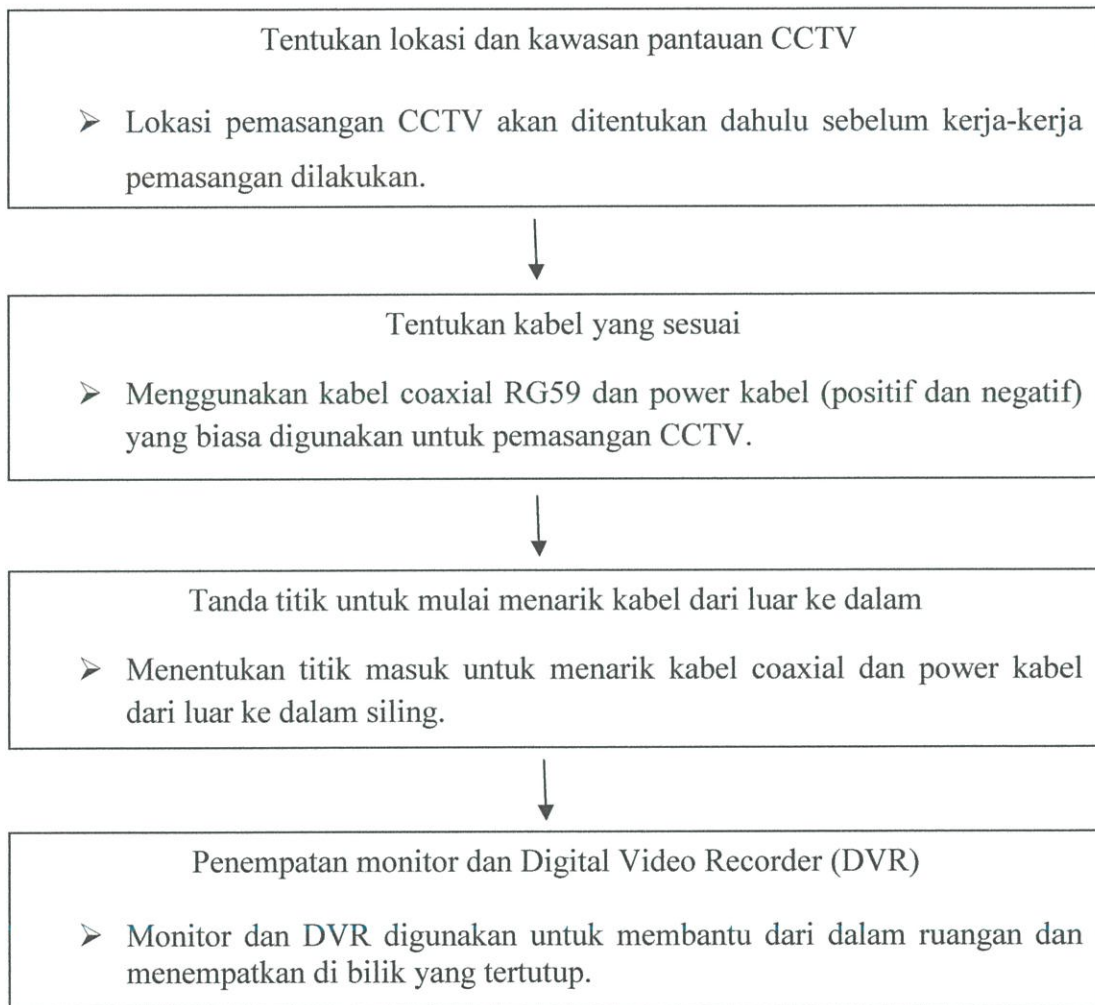 Tentukan lokasi dan kawasan pantauan CCTV
➢ Lokasi pemasangan CCTV akan ditentukan dahulu sebelum kerja-kerja
pemasangan dilakukan.
Tentukan kabel yang sesuai
➢ Menggunakan kabel coaxial RG59 dan power kabel (positif dan negatif)
yang biasa digunakan untuk pemasangan CCTV.
Tanda titik untuk mulai menarik kabel dari luar ke dalam
➢ Menentukan titik masuk untuk menarik kabel coaxial dan power kabel
dari luar ke dalam siling.
Penempatan monitor dan Digital Video Recorder (DVR)
➢ Monitor dan DVR digunakan untuk membantu dari dalam ruangan dan
menempatkan di bilik yang tertutup.